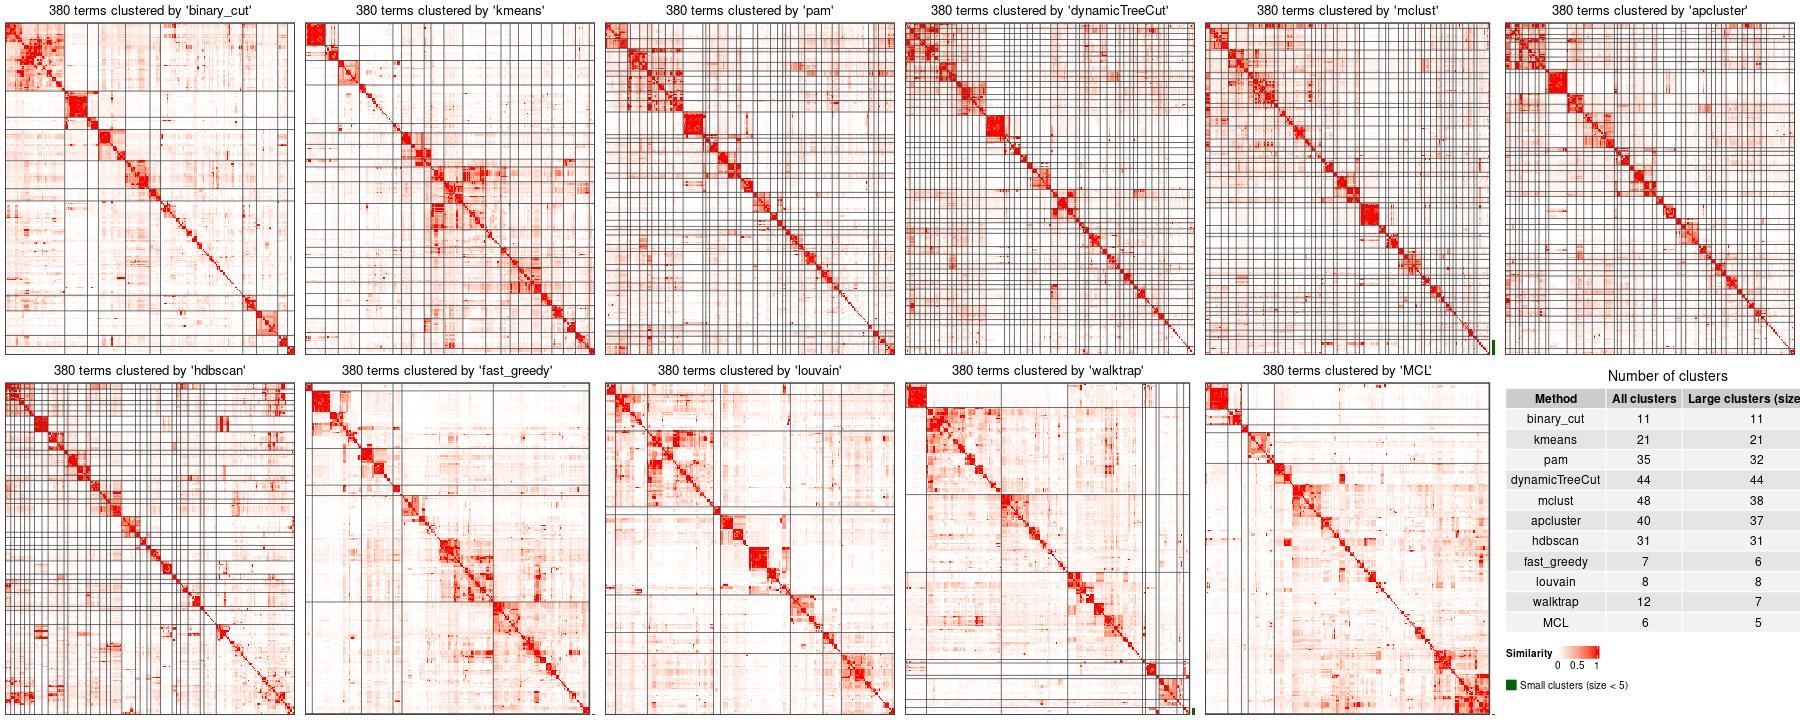 380 terms clustered by 'binary_cut'
380 terms clustered by 'kmeans'
380 terms clustered by 'pam'
380 terms clustered by 'dynamicTreeCut'
380 terms clustered by 'mclust'
380 terms clustered by 'apcluster'
380 terms clustered by 'hdbscan'
380 terms clustered by 'fast_greedy'
380 terms clustered by 'louvain'
380 terms clustered by 'walktrap'
380 terms clustered by 'MCL'
Number of clusters
Method All clusters Large clusters (size
binary_cut 11 11
kmeans 21 21
pam 35 32
dynamicTreeCut 44 44
mclust 48 38
apcluster 40 37
hdbscan 31 31
fast_greedy 7 6
louvain 8 8
walktrap 12 7
MCL 6 5
Similarity
0 0.5 1
Small clusters (size < 5)